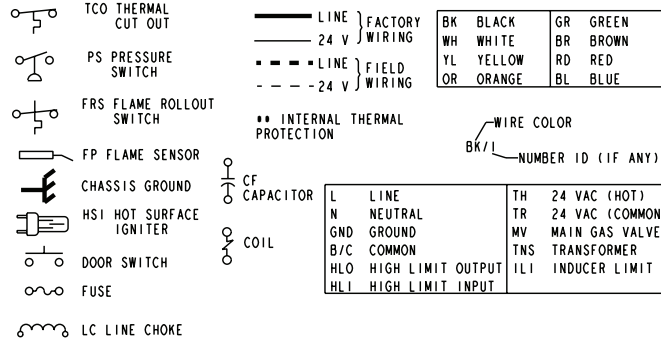 TCO THERMAL
CUT OUT
PS PRESSURE
SWITCH
FRS FLAME ROLLOUT
SWITCH
FP FLAME SENSOR
CHASSIS GROUND
HSI HOT SURFACE
IGNITER
DOOR SWITCH
FUSE
LC LINE CHOKE
LINE
24 V
FACTORY
WIRING
LINE
24 V
FIELD
WIRING
INTERNAL THERMAL
PROTECTION
CF
CAPACITOR
COIL
BK BLACK GR GREEN
WH WHITE BR BROWN
YL YELLOW RD RED
OR ORANGE BL BLUE
WIRE COLOR
BK/1
NUMBER ID (IF ANY)
L LINE TH 24 VAC (HOT)
N NEUTRAL TR 24 VAC (COMMON
GND GROUND MV MAIN GAS VALVE
B/C COMMON TNS TRANSFORMER
HLO HIGH LIMIT OUTPUT ILI INDUCER LIMIT
HLI HIGH LIMIT INPUT